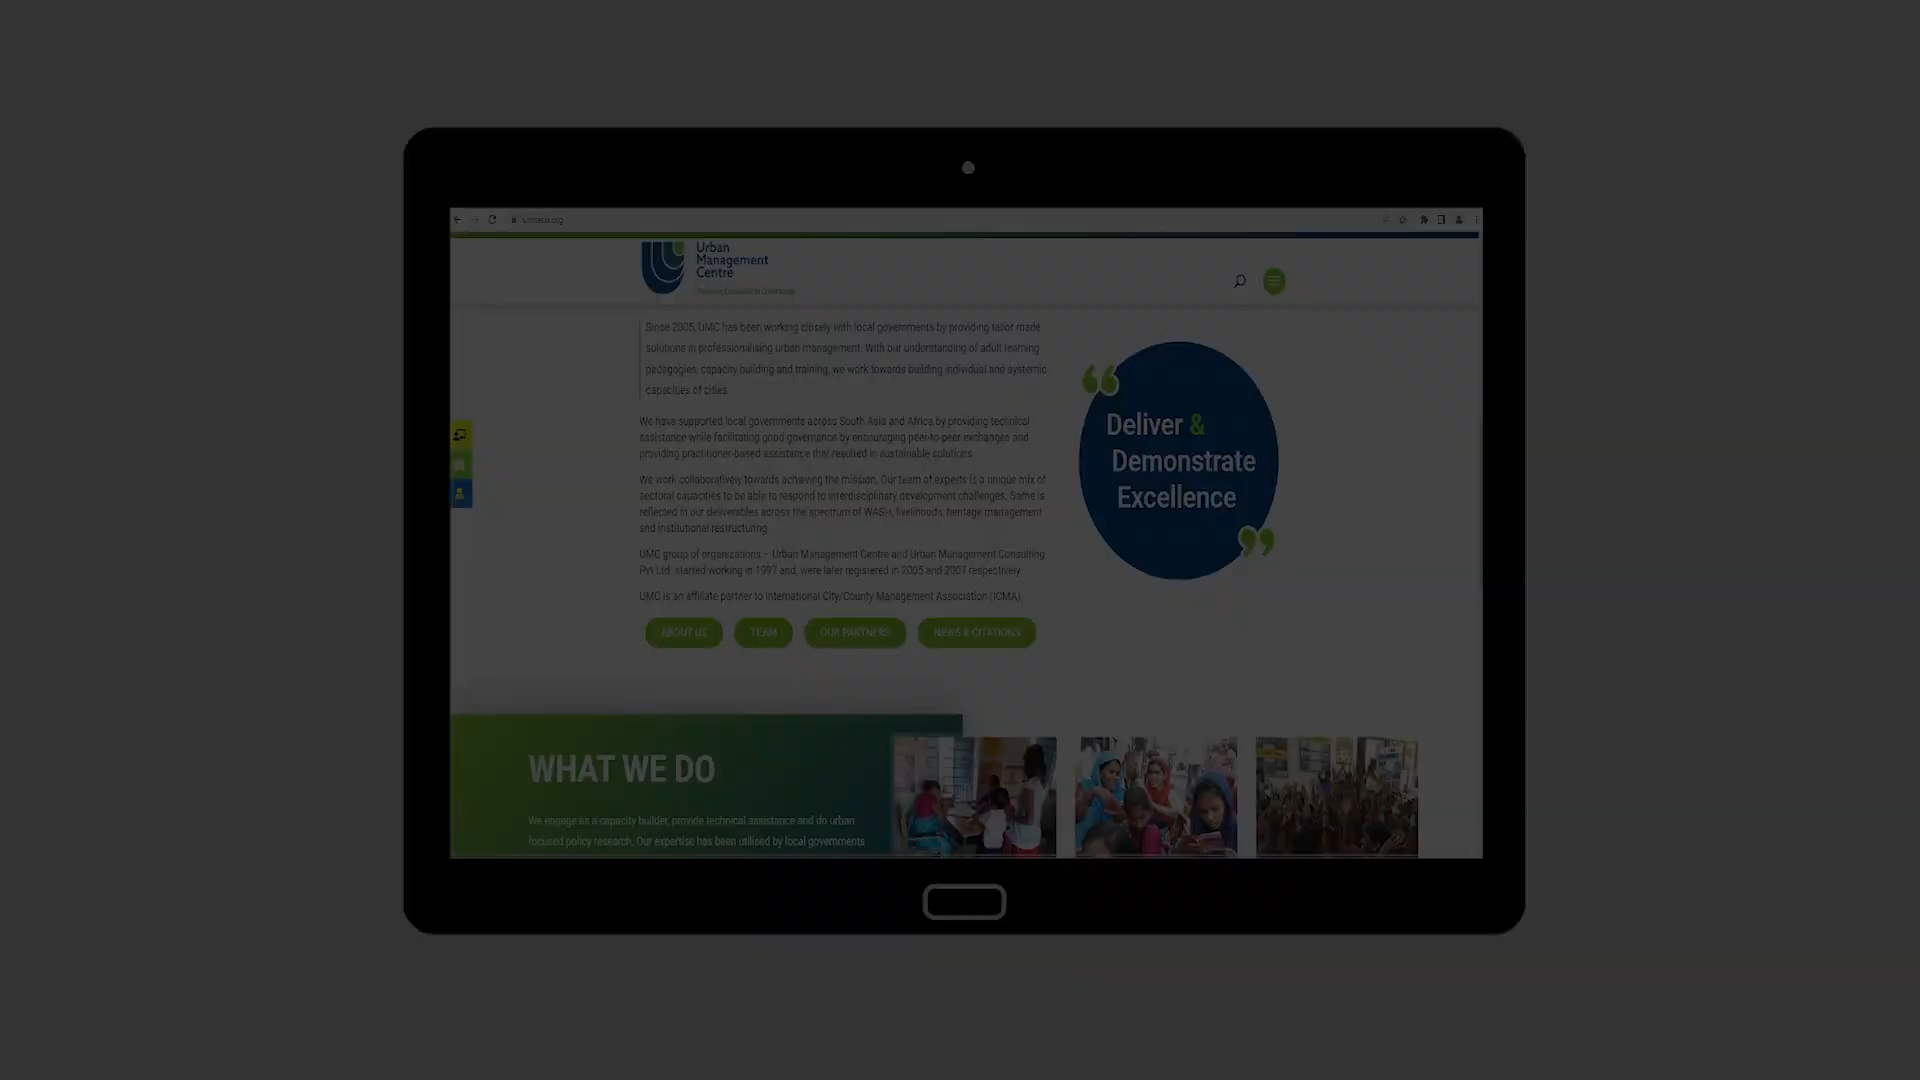 Urban
Management
Centre
Since 2005, UMC has been working closely with local governments by providing tailor made
solutions in professionalising urban management. With our understanding of adult learning
pedagogies, capacity building and training, we work towards building individual and systemic
capacities of cities.
We have supported local governments across South Asia and Africa by providing technical
assistance while facilitating good governance by encouraging peer-to-peer exchanges and
providing practitioner-based assistance that resulted in sustainable solutions.
We work collaboratively towards achieving the mission. Our team of experts is a unique mix of
sectoral capacities to be able to respond to interdisciplinary development challenges. Same is
reflected in our deliverables across the spectrum of WASH, livelihoods, heritage management
and institutional restructuring.
UMC group of organizations – Urban Management Centre and Urban Management Consulting
Pvt Ltd. started working in 1997 and, were later registered in 2005 and 2007 respectively.
UMC is an affiliate partner to International City/County Management Association (ICMA).
ABOUT US TEAM OUR PARTNERS NEWS & CITATIONS
“ Deliver &
Demonstrate
Excellence ”
WHAT WE DO
We engage as a capacity builder, provide technical assistance and do urban
focused policy research. Our expertise has been utilised by local governments